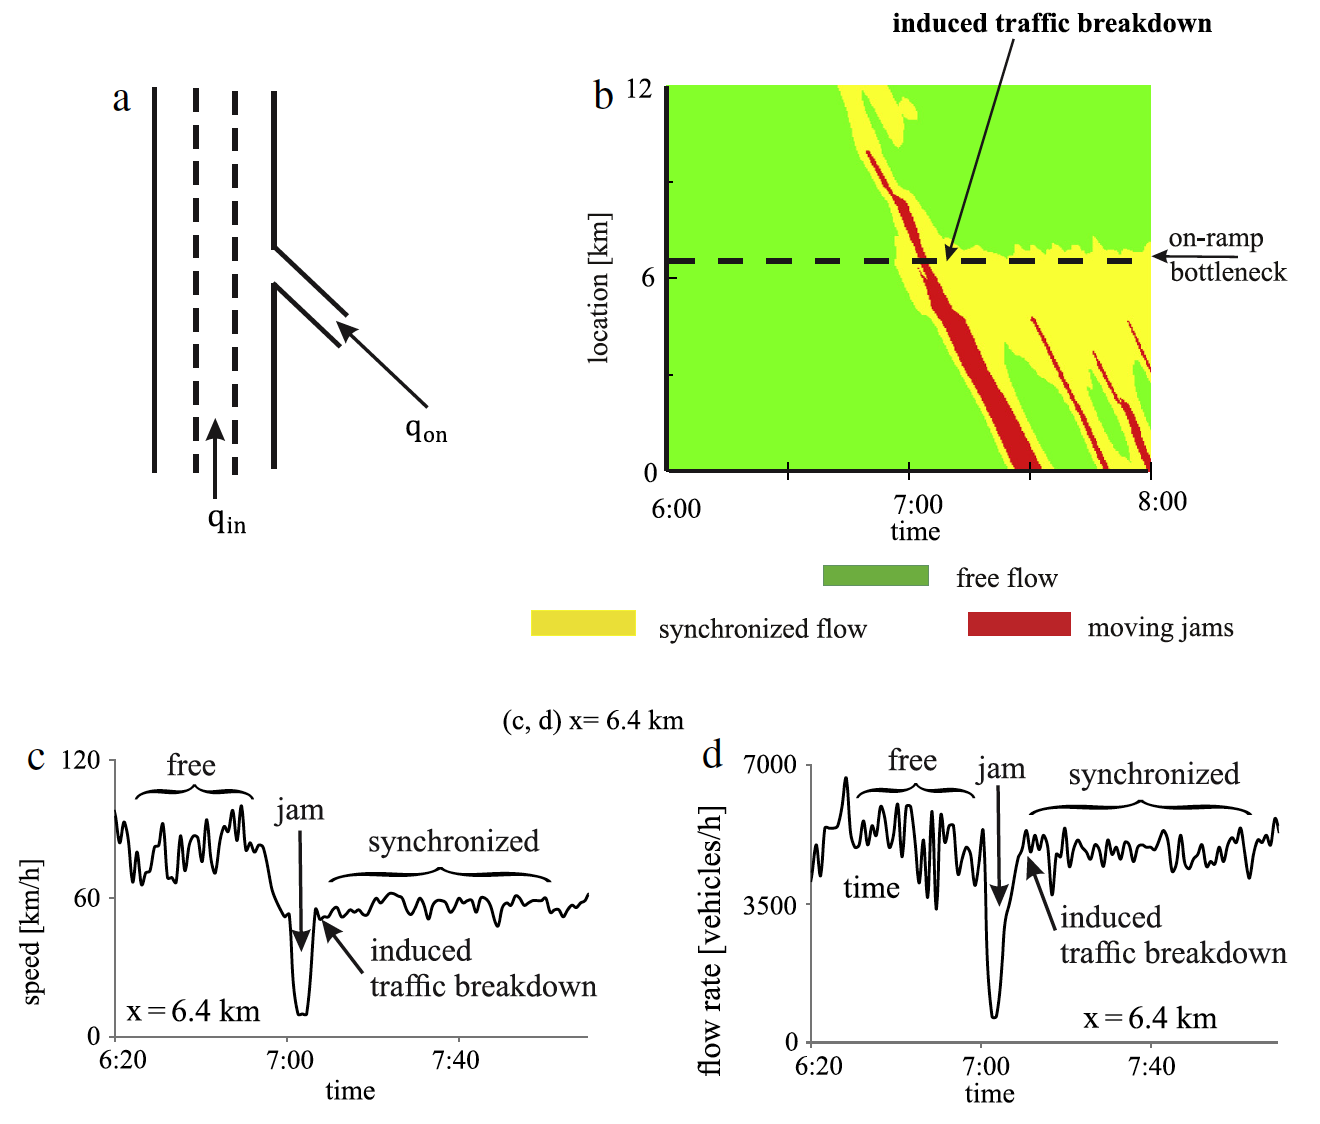 induced traffic breakdown
a
q_on
q_in
b
12
6
0
location [km]
6:00
7:00
8:00
time
on-ramp
bottleneck
free flow
synchronized flow
moving jams
(c, d) x= 6.4 km
c
120
60
0
speed [km/h]
free
jam
synchronized
induced
traffic breakdown
x = 6.4 km
6:20
7:00
7:40
time
d
7000
3500
0
flow rate [vehicles/h]
free
jam
synchronized
time
induced
traffic breakdown
x = 6.4 km
6:20
7:00
7:40
time